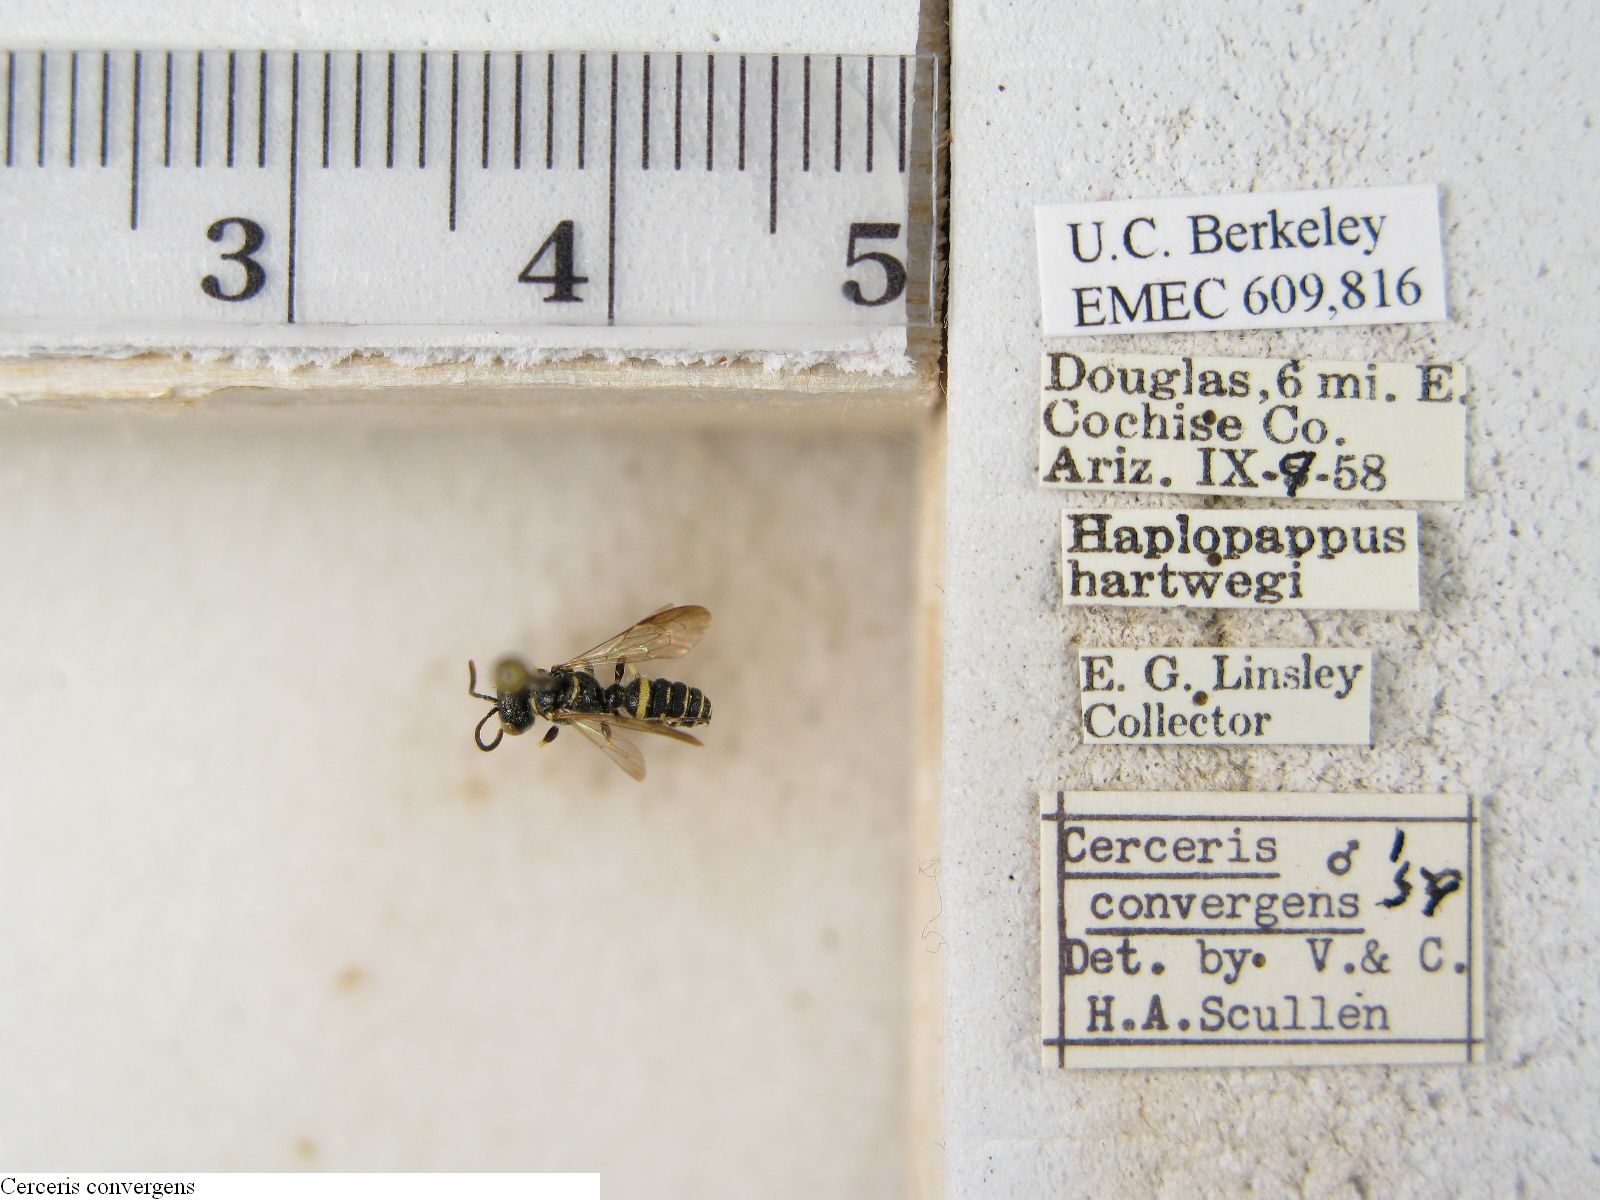 3 4 5
U.C. Berkeley
EMEC 609,816
Douglas, 6 mi. E.
Cochise Co.
Ariz. IX-9-58
Haplopappus
hartwegi
E. G. Linsley
Collector
Cerceris ♂ 1
convergens
Det. by V.& C.
H.A.Scullen
Cerceris convergens